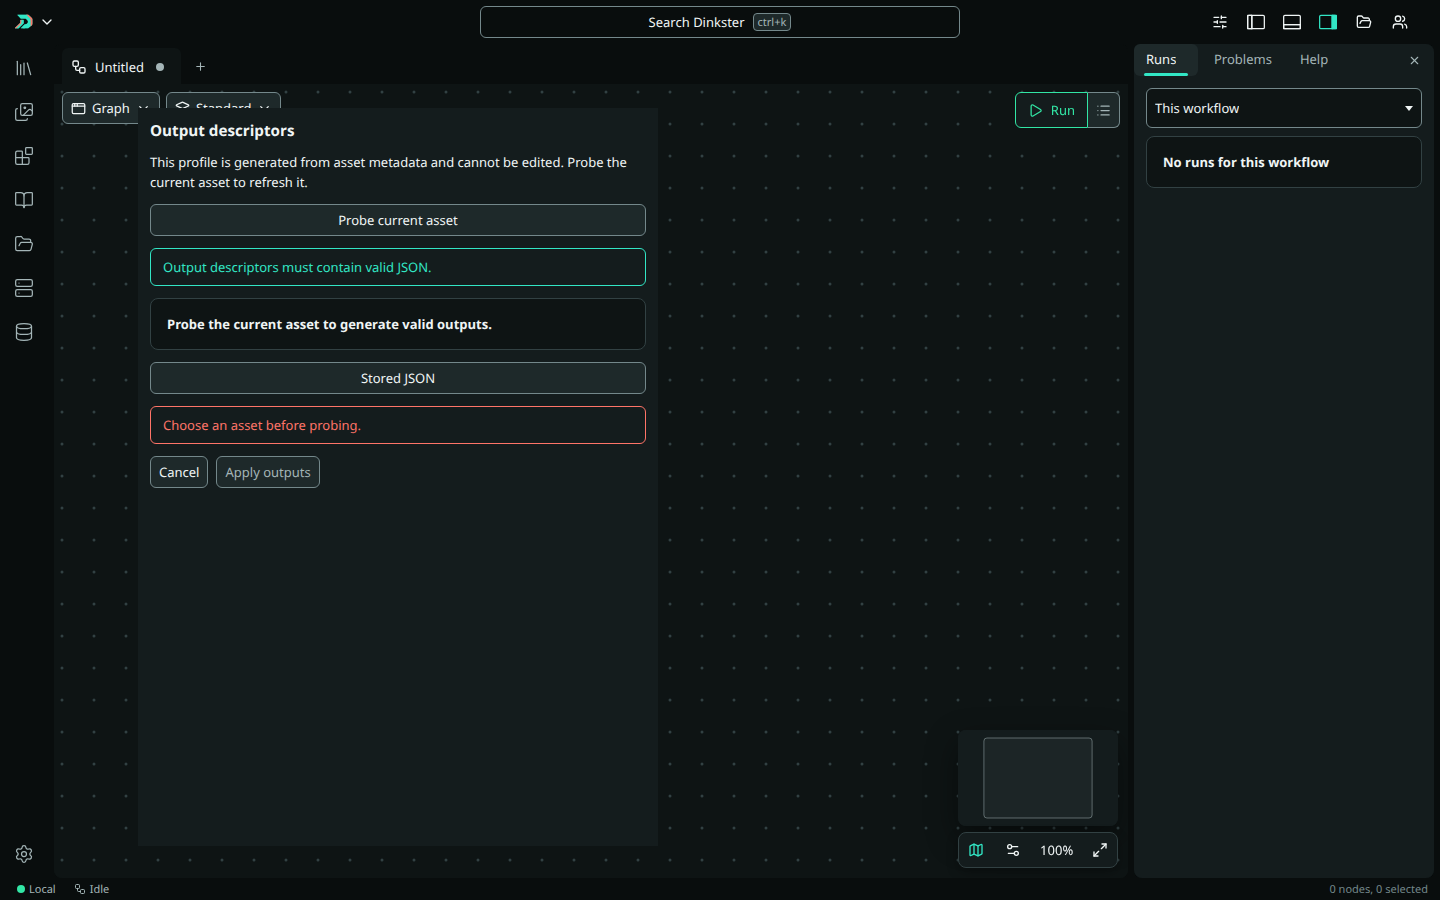 Search Dinkster ctrl+k
Untitled
Graph
Standard
Run
Output descriptors
This profile is generated from asset metadata and cannot be edited. Probe the
current asset to refresh it.
Probe current asset
Output descriptors must contain valid JSON.
Probe the current asset to generate valid outputs.
Stored JSON
Choose an asset before probing.
Cancel
Apply outputs
Runs
Problems
Help
This workflow
No runs for this workflow
100%
Local
Idle
0 nodes, 0 selected